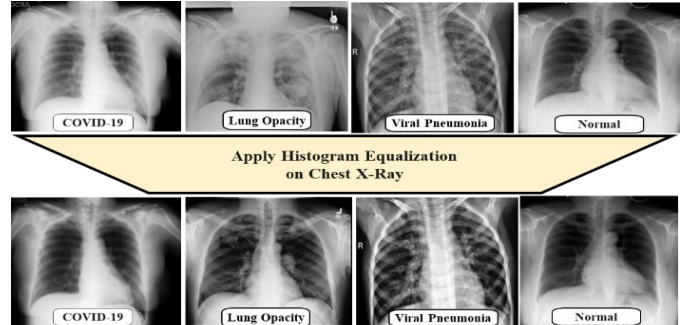 COVID-19
Lung Opacity
R
Viral Pneumonia
Normal
Apply Histogram Equalization
on Chest X-Ray
COVID-19
Lung Opacity
R
Viral Pneumonia
Normal